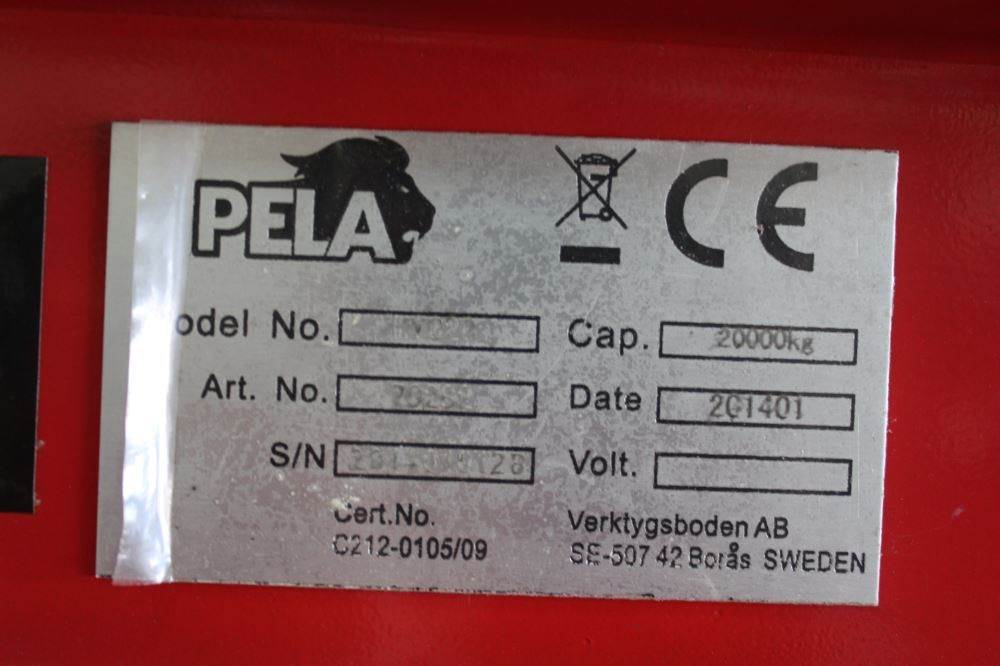 PELA
CE
odel No.
Cap. 20000kg
Art. No.
Date 201401
S/N
Volt.
Cert.No.
C212-0105/09
Verktygsboden AB
SE-507 42 Borås SWEDEN